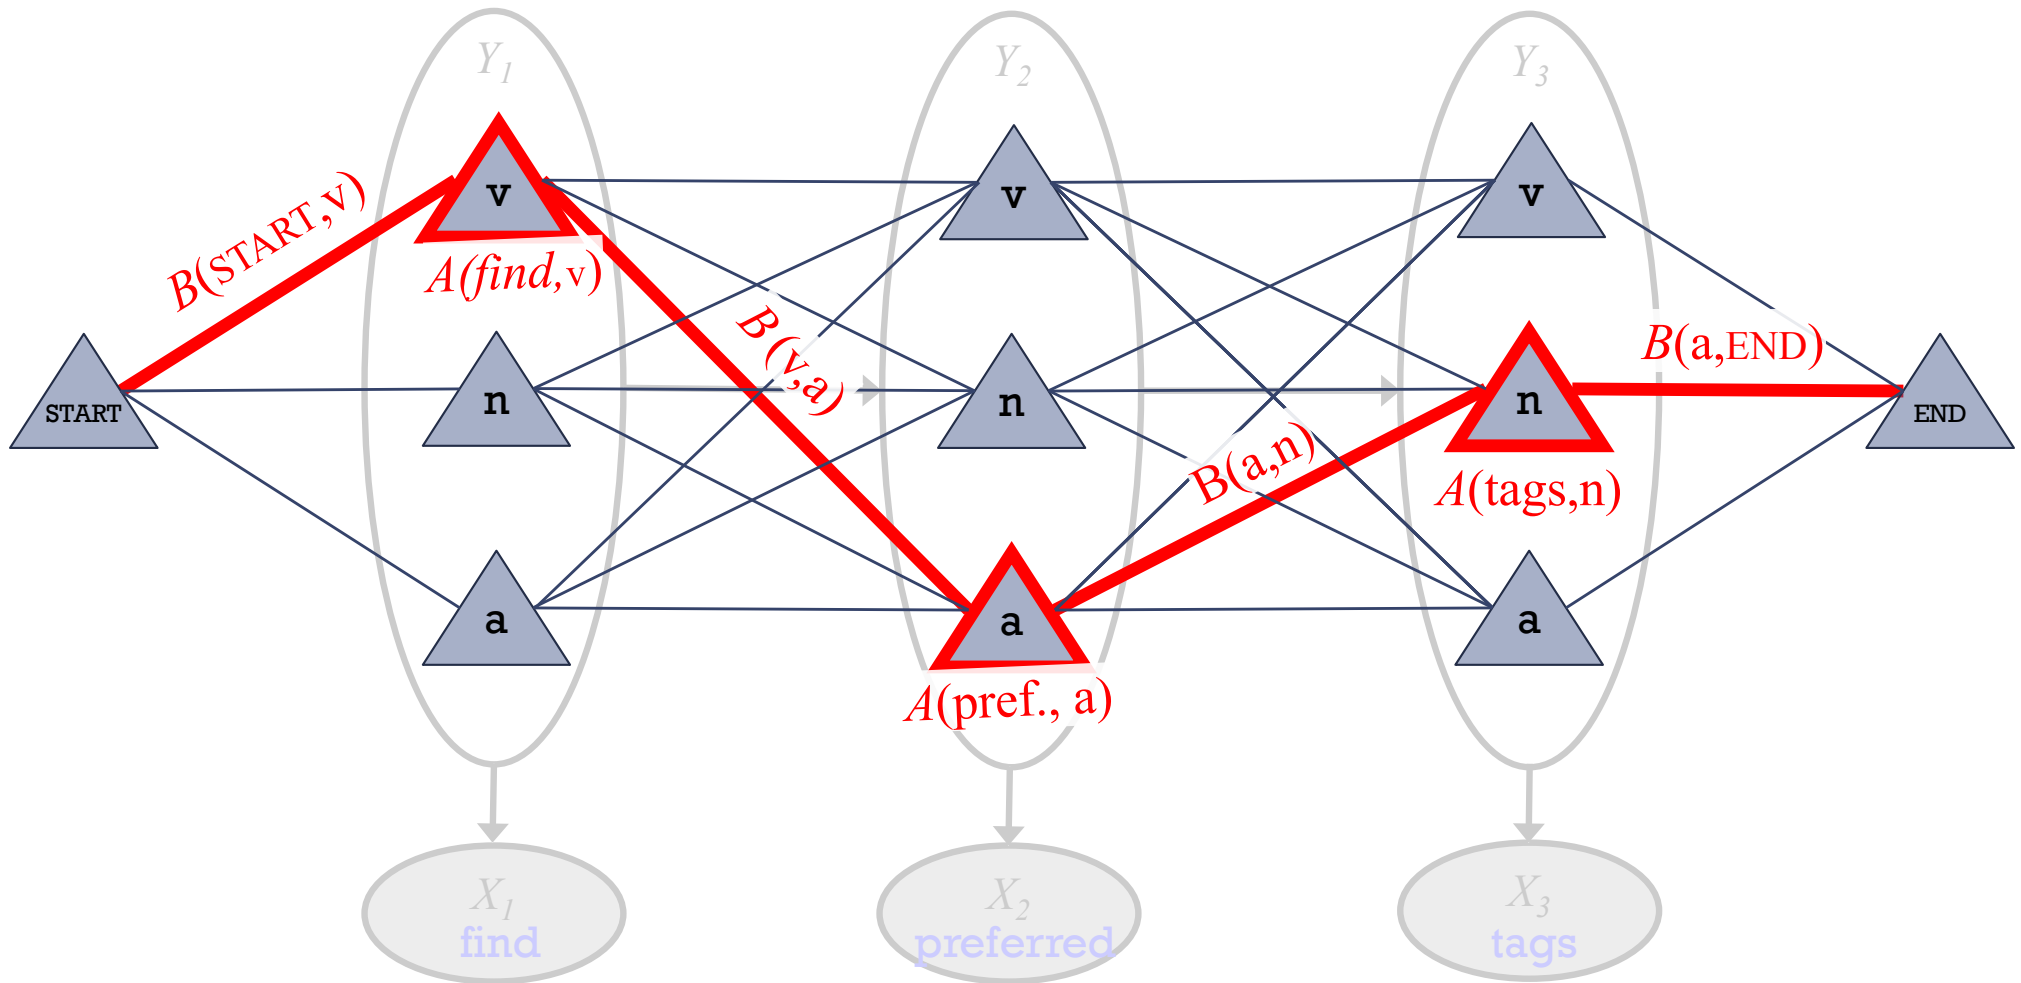 Y1 Y2 Y3
v v v
B(START,v)
A(find,v)
B (v,a)
B(a,END)
START n n n END
B(a,n)
A(tags,n)
a a a
A(pref., a)
X1 X2 X3
find preferred tags